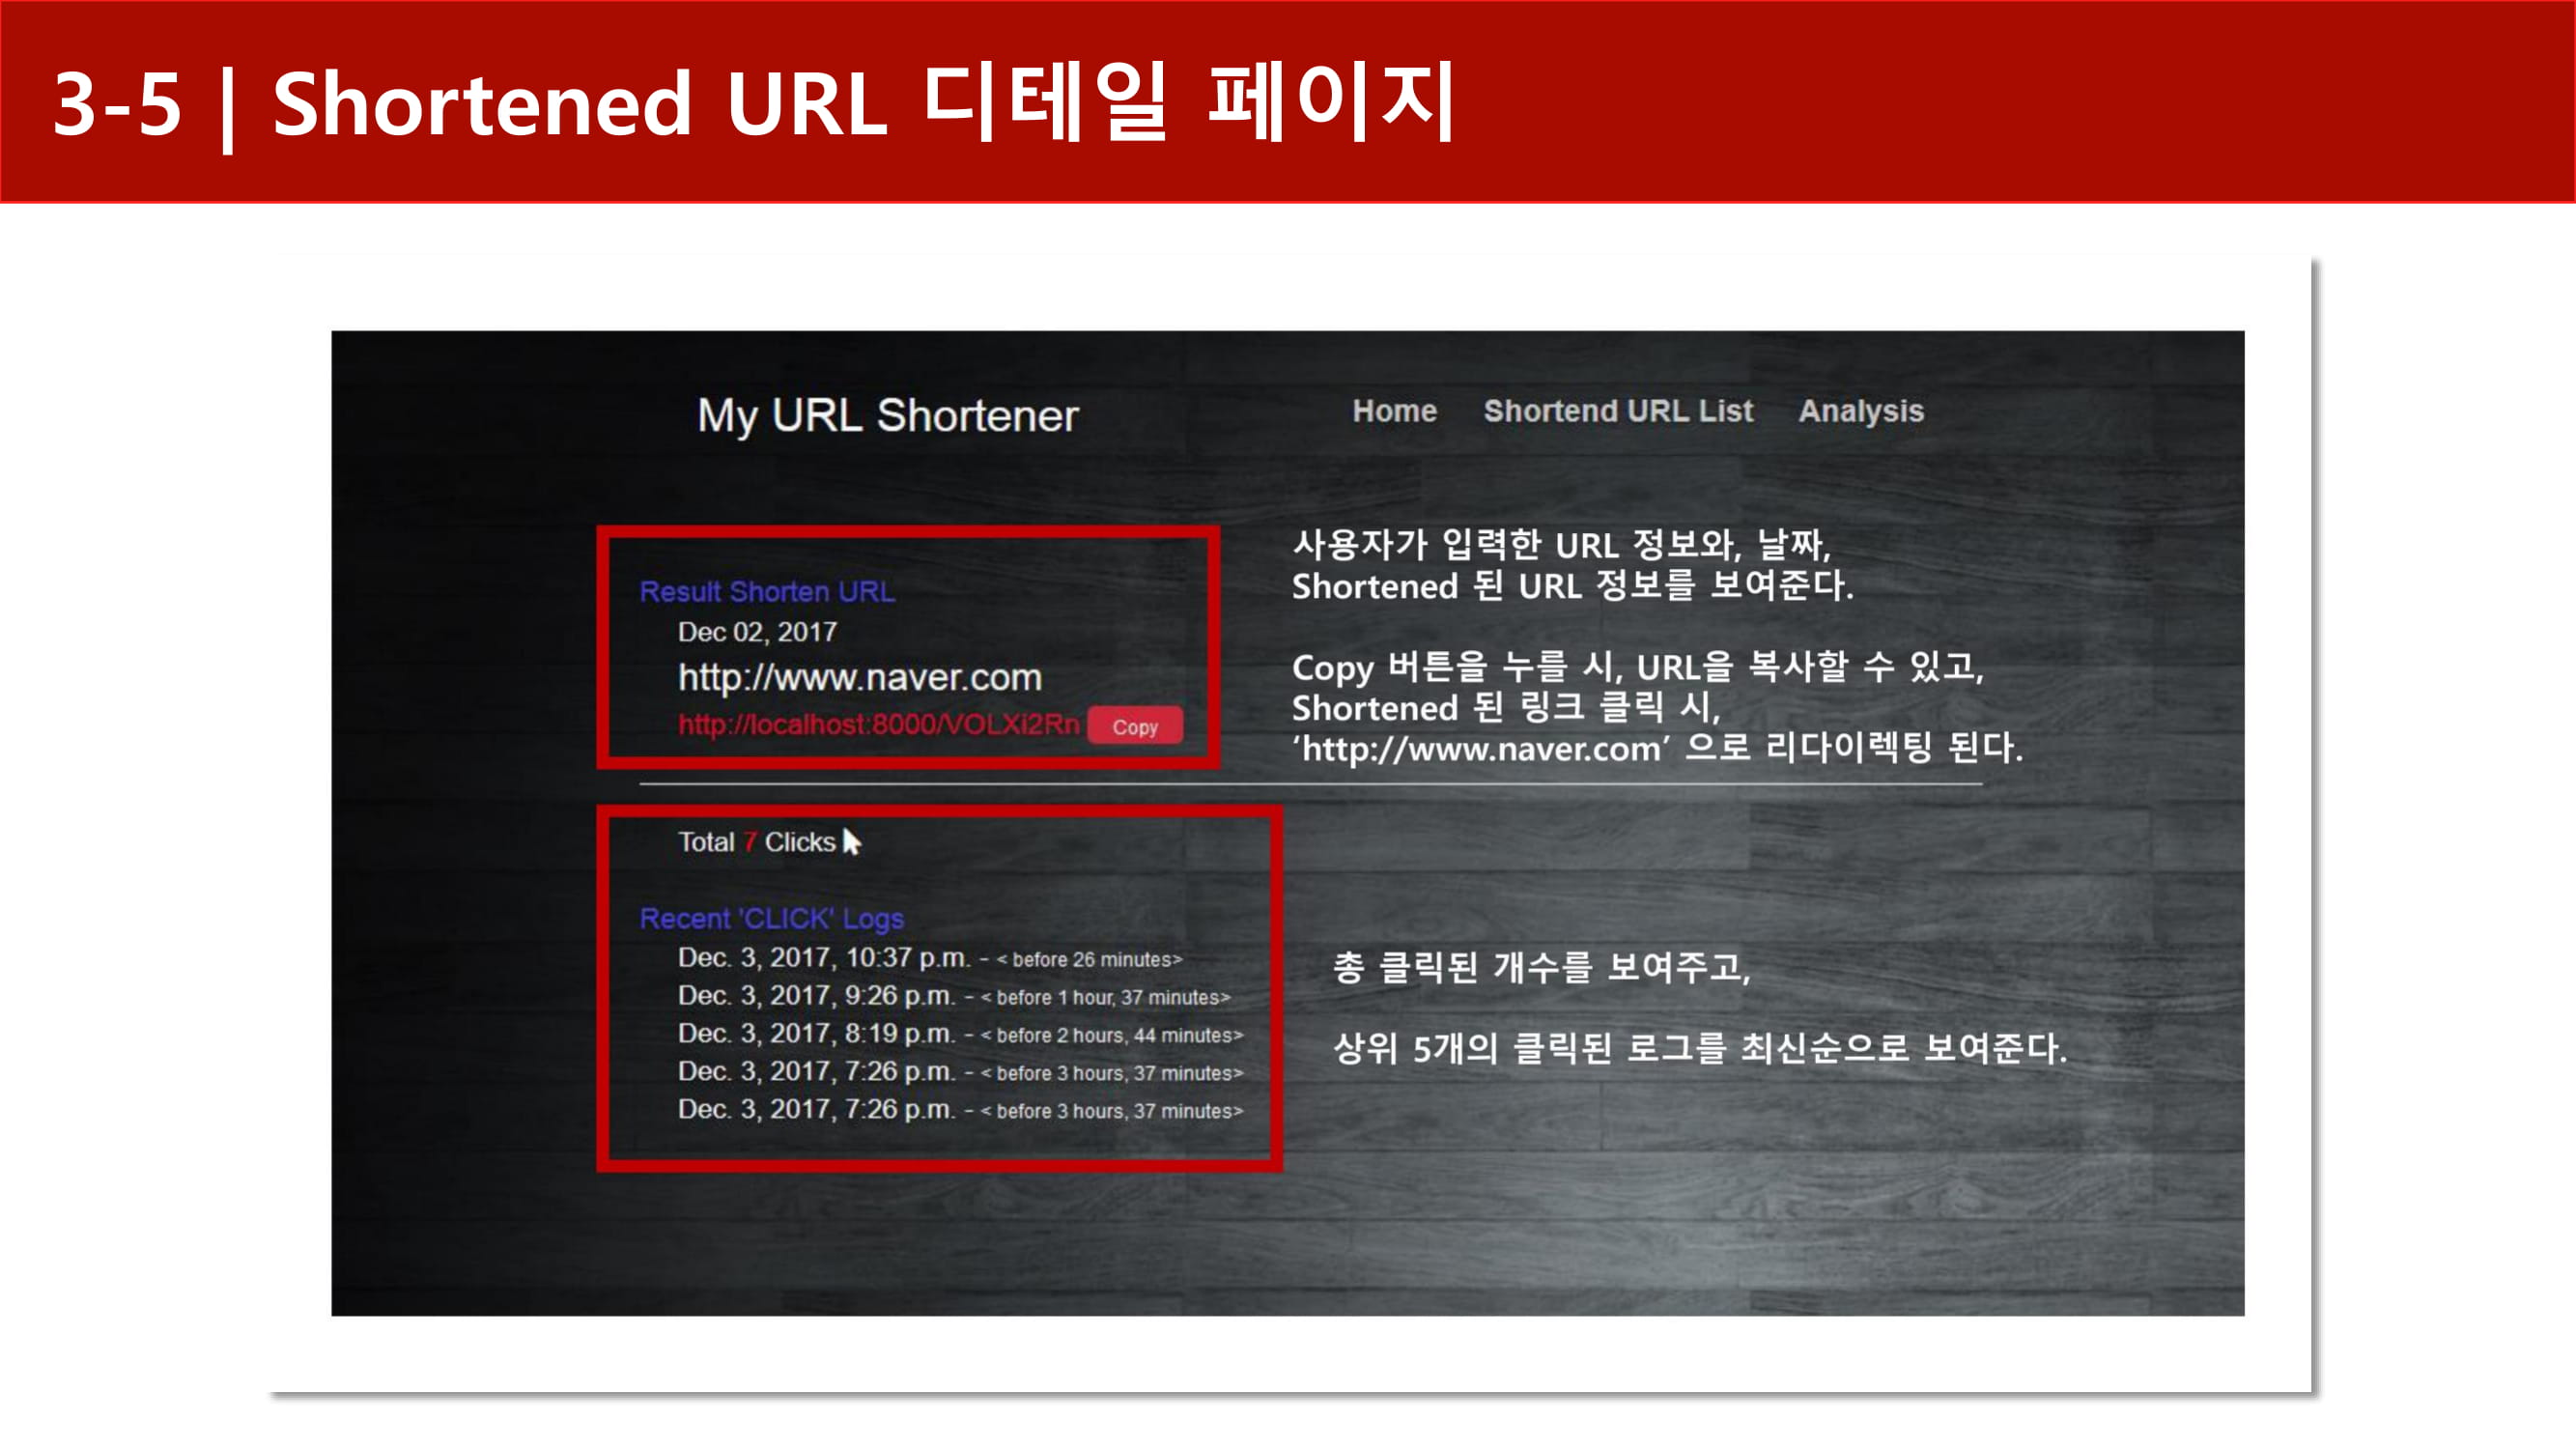 3-5 | Shortened URL 디테일 페이지
My URL Shortener
Home Shortend URL List Analysis
Result Shorten URL
Dec 02, 2017
http://www.naver.com
http://localhost:8000/VOLXi2Rn Copy
사용자가 입력한 URL 정보와, 날짜,
Shortened 된 URL 정보를 보여준다.
Copy 버튼을 누를 시, URL을 복사할 수 있고,
Shortened 된 링크 클릭 시,
‘http://www.naver.com’ 으로 리다이렉팅 된다.
Total 7 Clicks
Recent 'CLICK' Logs
Dec. 3, 2017, 10:37 p.m. - < before 26 minutes>
Dec. 3, 2017, 9:26 p.m. - < before 1 hour, 37 minutes>
Dec. 3, 2017, 8:19 p.m. - < before 2 hours, 44 minutes>
Dec. 3, 2017, 7:26 p.m. - < before 3 hours, 37 minutes>
Dec. 3, 2017, 7:26 p.m. - < before 3 hours, 37 minutes>
총 클릭된 개수를 보여주고,
상위 5개의 클릭된 로그를 최신순으로 보여준다.